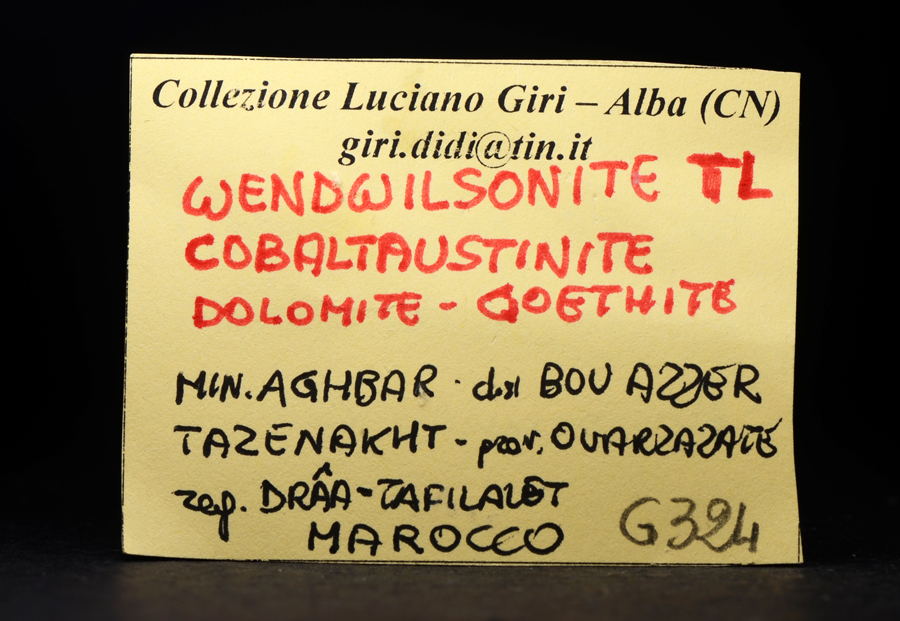 Collezione Luciano Giri – Alba (CN)
giri.didi@tin.it
WENDWILSONITE TL
COBALTAUSTINITE
DOLOMITE - GOETHITE
MIN. AGHBAR · dist BOU AZZER
TAZENAKHT - prov. OUARZAZATE
reg. DRÂA-TAFILALET
MAROCCO
G324